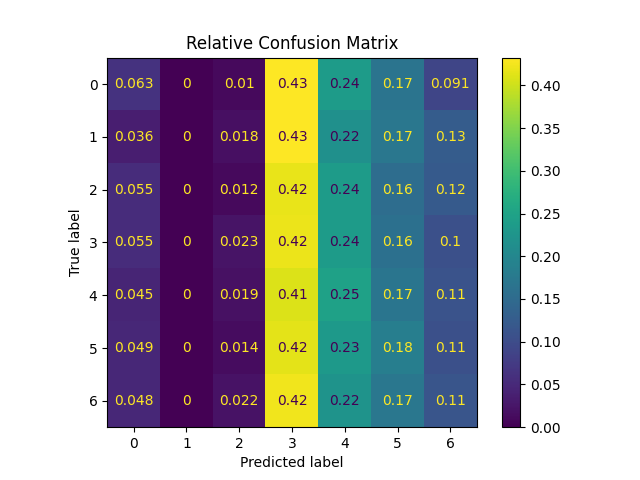 Relative Confusion Matrix
True label
0 0.063 0 0.01 0.43 0.24 0.17 0.091
1 0.036 0 0.018 0.43 0.22 0.17 0.13
2 0.055 0 0.012 0.42 0.24 0.16 0.12
3 0.055 0 0.023 0.42 0.24 0.16 0.1
4 0.045 0 0.019 0.41 0.25 0.17 0.11
5 0.049 0 0.014 0.42 0.23 0.18 0.11
6 0.048 0 0.022 0.42 0.22 0.17 0.11
0 1 2 3 4 5 6
Predicted label
0.40
0.35
0.30
0.25
0.20
0.15
0.10
0.05
0.00